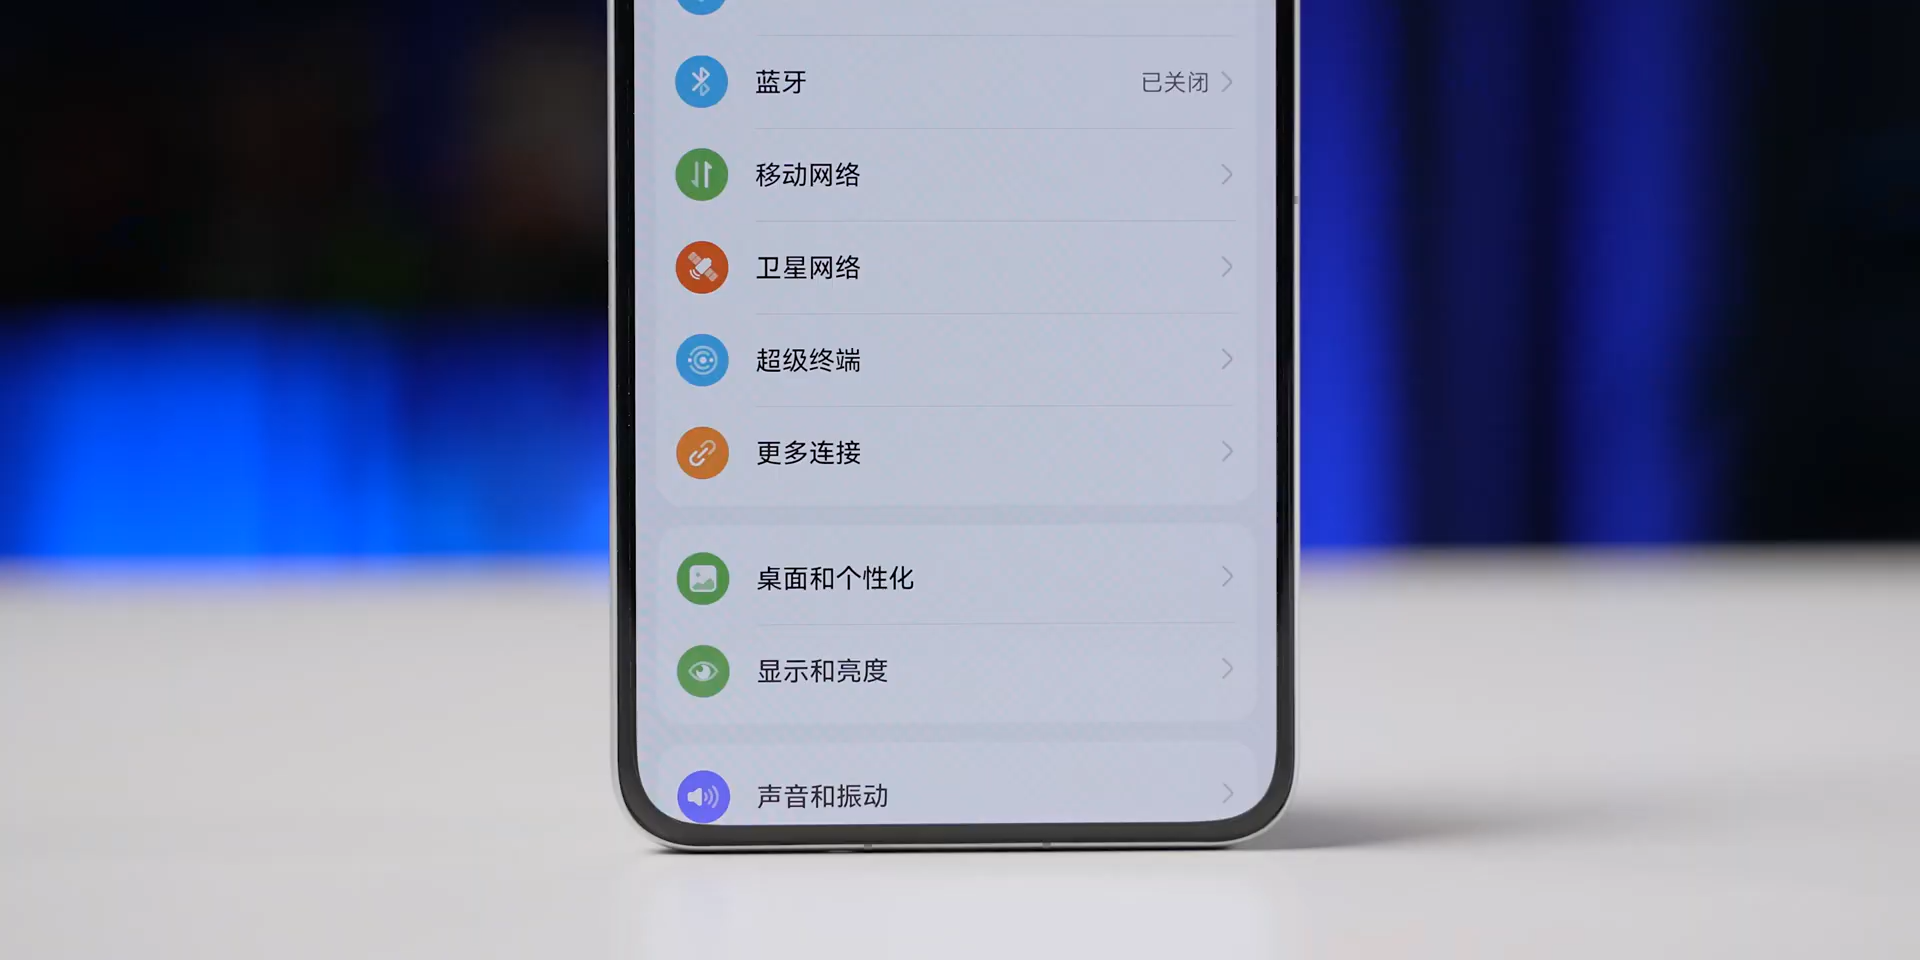 蓝牙 已关闭
移动网络
卫星网络
超级终端
更多连接
桌面和个性化
显示和亮度
声音和振动